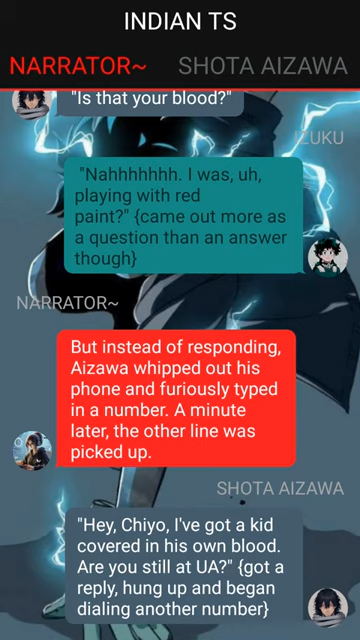 INDIAN TS
NARRATOR~ SHOTA AIZAWA
"Is that your blood?"
IZUKU
"Nahhhhhhh. I was, uh,
playing with red
paint?" {came out more as
a question than an answer
though}
NARRATOR~
But instead of responding,
Aizawa whipped out his
phone and furiously typed
in a number. A minute
later, the other line was
picked up.
SHOTA AIZAWA
"Hey, Chiyo, I've got a kid
covered in his own blood.
Are you still at UA?" {got a
reply, hung up and began
dialing another number}